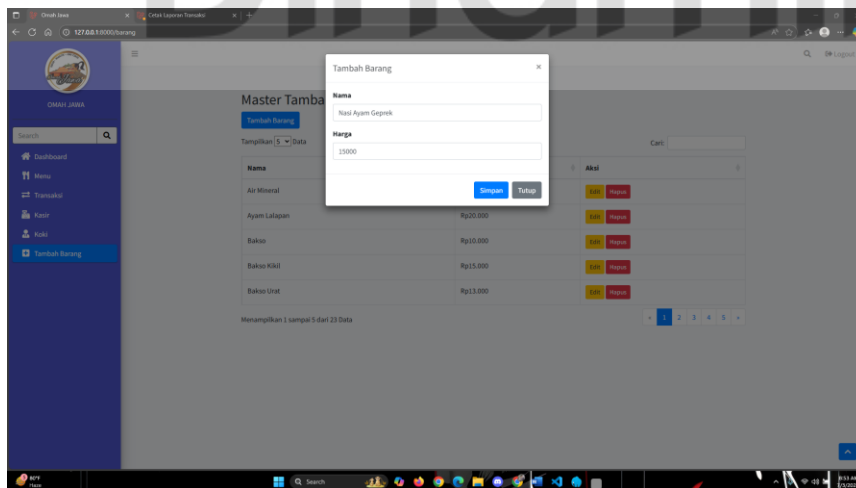 Omah Jawa
Cetak Laporan Transaksi
127.0.0.1:8000/barang
Logout
OMAH JAWA
Search
Dashboard
Menu
Transaksi
Kasir
Koki
Tambah Barang
Tambah Barang ×
Nama
Nasi Ayam Geprek
Harga
15000
Simpan Tutup
Master Tamba
Tambah Barang
Tampilkan 5 Data Cari:
Nama Aksi
Air Mineral Edit Hapus
Ayam Lalapan Rp20.000 Edit Hapus
Bakso Rp10.000 Edit Hapus
Bakso Kikil Rp15.000 Edit Hapus
Bakso Urat Rp13.000 Edit Hapus
Menampilkan 1 sampai 5 dari 23 Data « 1 2 3 4 5 »
80°F
Haze
Search